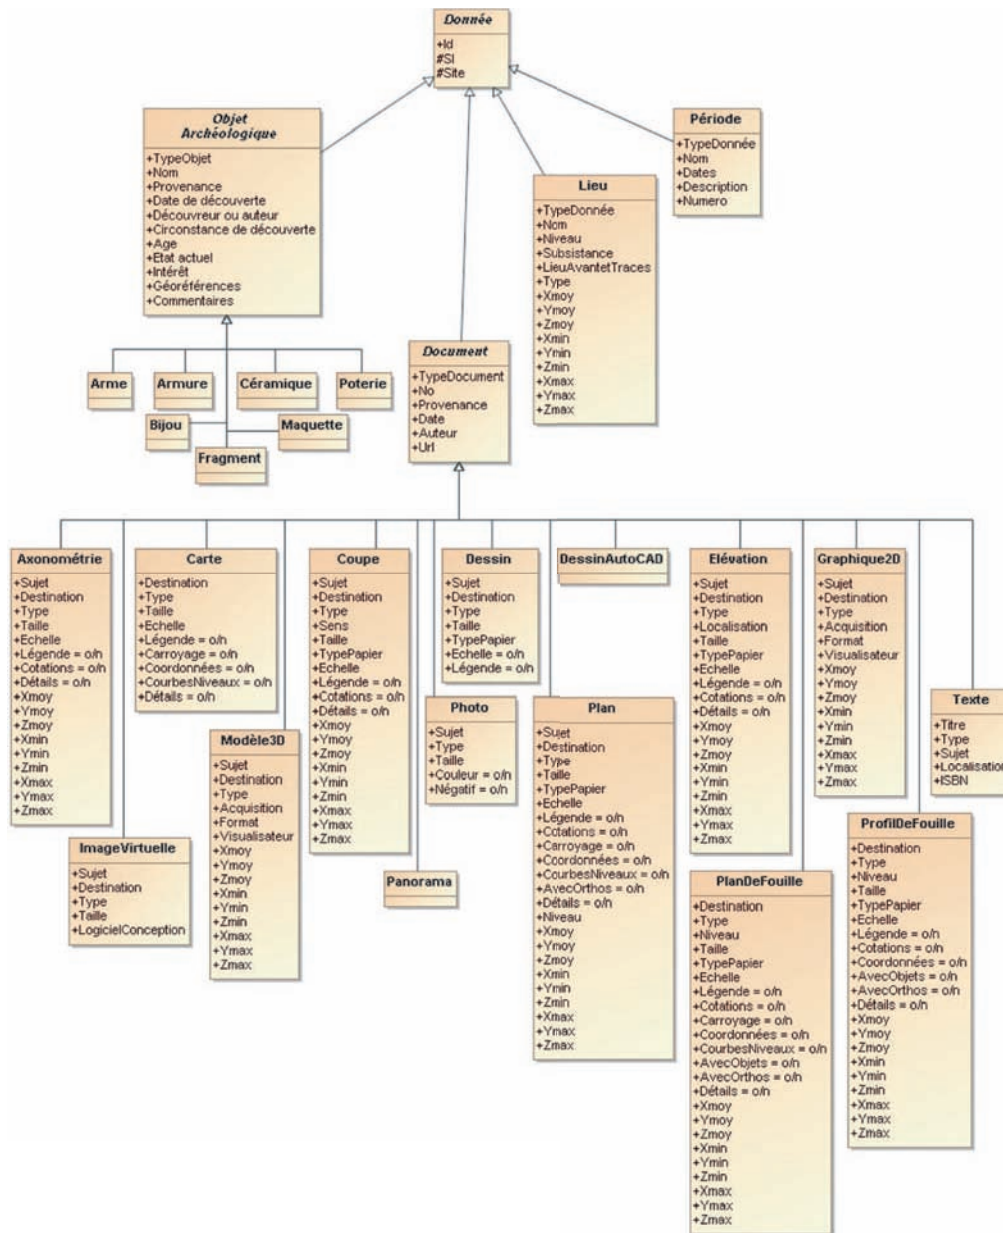 Donnée
+Id
#SI
#Site
Objet
Archéologique
+TypeObjet
+Nom
+Provenance
+Date de découverte
+Découvreur ou auteur
+Circonstance de découverte
+Age
+Etat actuel
+Intérêt
+Géoréférences
+Commentaires
Période
+TypeDonnée
+Nom
+Dates
+Description
+Numero
Lieu
+TypeDonnée
+Nom
+Niveau
+Subsistance
+LieuAvantetTraces
+Type
+Xmoy
+Ymoy
+Zmoy
+Xmin
+Ymin
+Zmin
+Xmax
+Ymax
+Zmax
Document
+TypeDocument
+No
+Provenance
+Date
+Auteur
+Url
Arme
Armure
Céramique
Poterie
Bijou
Maquette
Fragment
Axonométrie
+Sujet
+Destination
+Type
+Taille
+Echelle
+Légende = o/n
+Cotations = o/n
+Détails = o/n
+Xmoy
+Ymoy
+Zmoy
+Xmin
+Ymin
+Zmin
+Xmax
+Ymax
+Zmax
Carte
+Destination
+Type
+Taille
+Echelle
+Légende = o/n
+Carroyage = o/n
+Coordonnées = o/n
+CourbesNiveaux = o/n
+Détails = o/n
Coupe
+Sujet
+Destination
+Type
+Sens
+Taille
+TypePapier
+Echelle
+Légende = o/n
+Cotations = o/n
+Détails = o/n
+Xmoy
+Ymoy
+Zmoy
+Xmin
+Ymin
+Zmin
+Xmax
+Ymax
+Zmax
Dessin
+Sujet
+Destination
+Type
+Taille
+TypePapier
+Echelle = o/n
+Légende = o/n
DessinAutoCAD
Elévation
+Sujet
+Destination
+Type
+Localisation
+Taille
+TypePapier
+Echelle
+Légende = o/n
+Cotations = o/n
+Détails = o/n
+Xmoy
+Ymoy
+Zmoy
+Xmin
+Ymin
+Zmin
+Xmax
+Ymax
+Zmax
Graphique2D
+Sujet
+Destination
+Type
+Acquisition
+Format
+Visualisateur
+Xmoy
+Ymoy
+Zmoy
+Xmin
+Ymin
+Zmin
+Xmax
+Ymax
+Zmax
Texte
+Titre
+Type
+Sujet
+Localisation
+ISBN
Photo
+Sujet
+Type
+Taille
+Couleur = o/n
+Négatif = o/n
Plan
+Sujet
+Destination
+Type
+Taille
+TypePapier
+Echelle
+Légende = o/n
+Cotations = o/n
+Carroyage = o/n
+Coordonnées = o/n
+CourbesNiveaux = o/n
+AvecOrthos = o/n
+Détails = o/n
+Niveau
+Xmoy
+Ymoy
+Zmoy
+Xmin
+Ymin
+Zmin
+Xmax
+Ymax
+Zmax
Modèle3D
+Sujet
+Destination
+Type
+Acquisition
+Format
+Visualisateur
+Xmoy
+Ymoy
+Zmoy
+Xmin
+Ymin
+Zmin
+Xmax
+Ymax
+Zmax
ImageVirtuelle
+Sujet
+Destination
+Type
+Taille
+LogicielConception
Panorama
PlanDeFouille
+Destination
+Type
+Niveau
+Taille
+TypePapier
+Echelle
+Légende = o/n
+Cotations = o/n
+Carroyage = o/n
+Coordonnées = o/n
+CourbesNiveaux = o/n
+AvecObjets = o/n
+AvecOrthos = o/n
+Détails = o/n
+Xmoy
+Ymoy
+Zmoy
+Xmin
+Ymin
+Zmin
+Xmax
+Ymax
+Zmax
ProfilDeFouille
+Destination
+Type
+Niveau
+Taille
+TypePapier
+Echelle
+Légende = o/n
+Cotations = o/n
+Coordonnées = o/n
+AvecObjets = o/n
+AvecOrthos = o/n
+Détails = o/n
+Xmoy
+Ymoy
+Zmoy
+Xmin
+Ymin
+Zmin
+Xmax
+Ymax
+Zmax